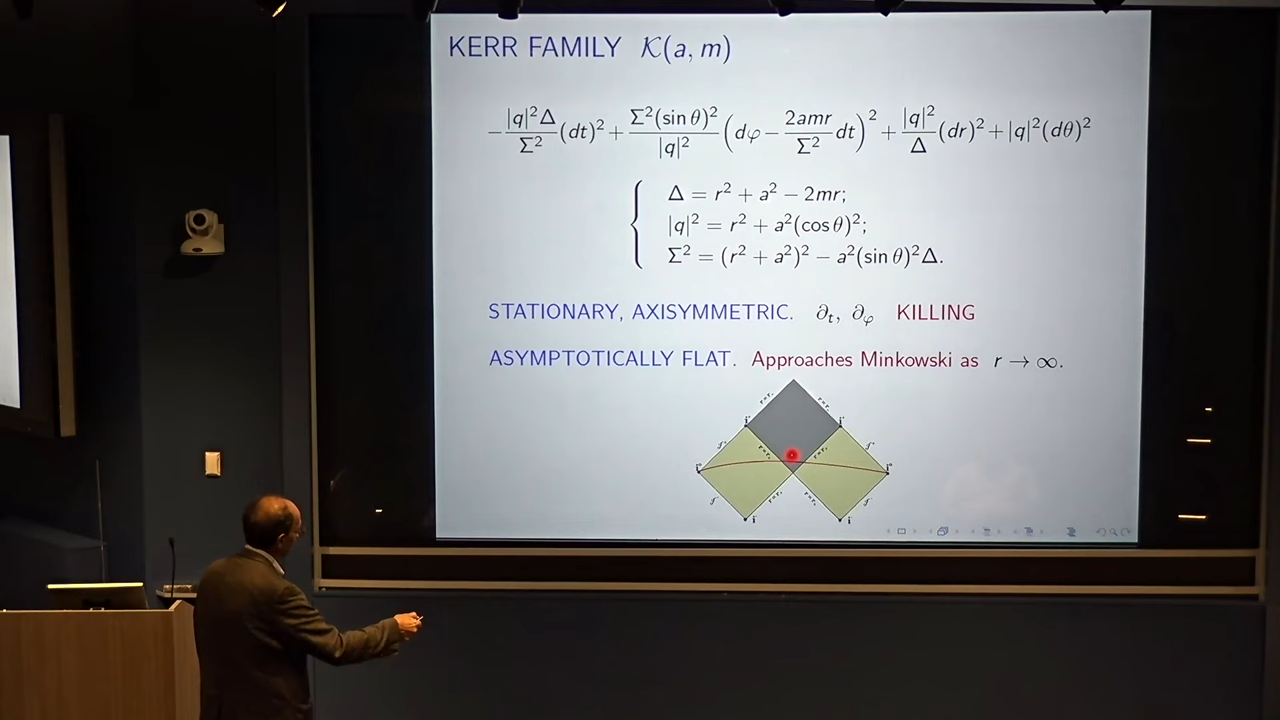 KERR FAMILY 𝒦(a, m)
−|q|²Δ/Σ² (dt)² + Σ²(sin θ)²/|q|² (dφ − 2amr/Σ² dt)² + |q|²/Δ (dr)² + |q|²(dθ)²
Δ = r² + a² − 2mr;
|q|² = r² + a²(cos θ)²;
Σ² = (r² + a²)² − a²(sin θ)²Δ.
STATIONARY, AXISYMMETRIC. ∂t, ∂φ KILLING
ASYMPTOTICALLY FLAT. Approaches Minkowski as r → ∞.